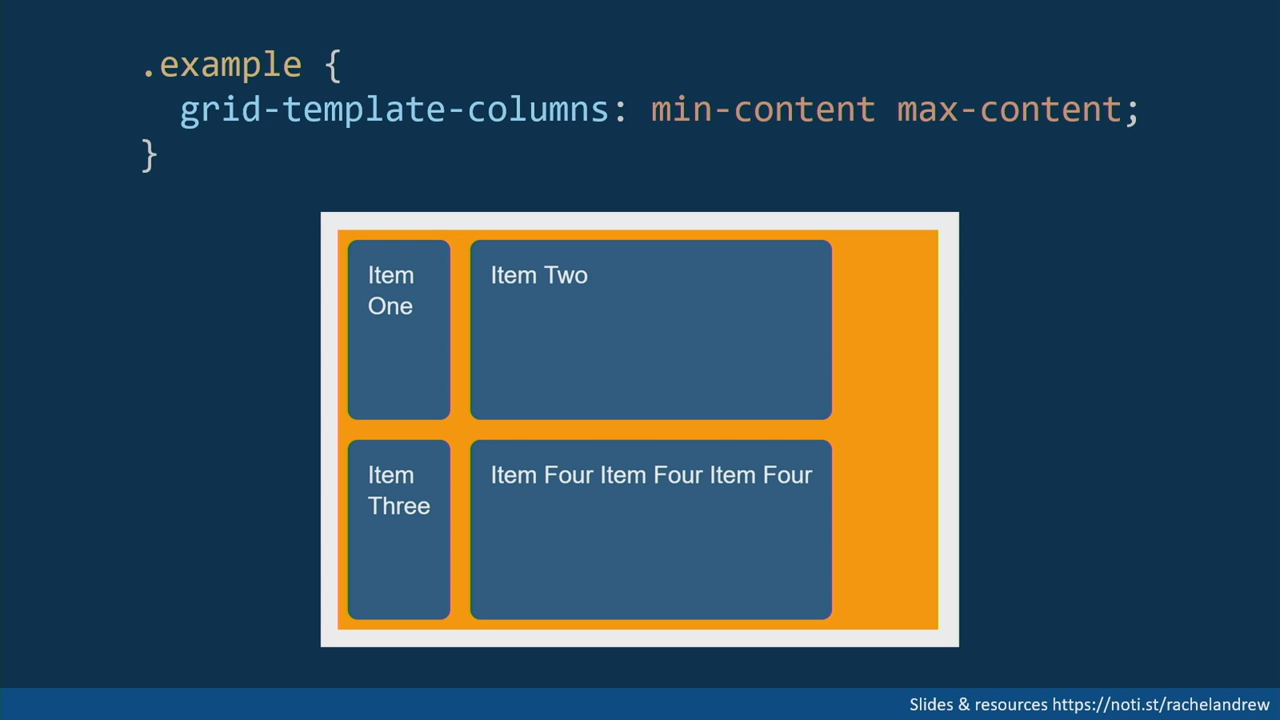 .example {
grid-template-columns: min-content max-content;
}
Item
One
Item Two
Item
Three
Item Four Item Four Item Four
Slides & resources https://noti.st/rachelandrew